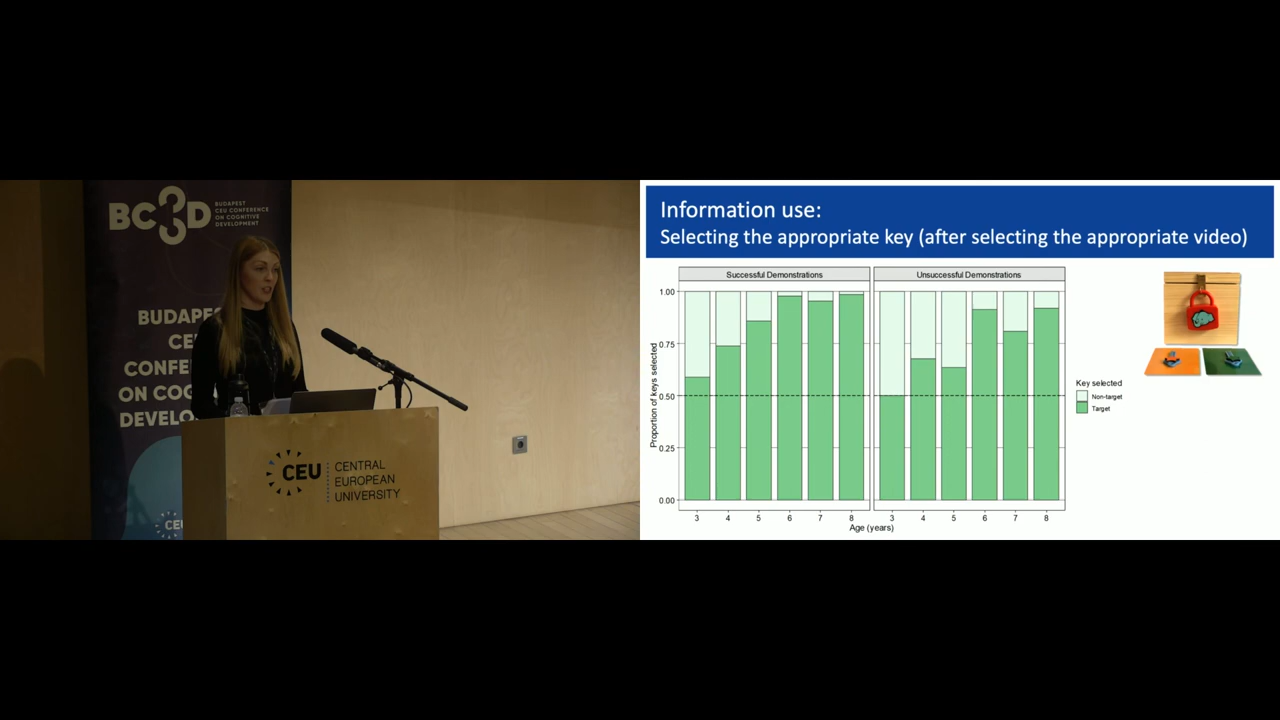 BC3D
BUDAPEST
CEU CONFERENCE
ON COGNITIVE
DEVELOPMENT
BUDAPES
CE
CONFE
ON COG
DEVELO
CEU
CEU
CENTRAL
EUROPEAN
UNIVERSITY
Information use:
Selecting the appropriate key (after selecting the appropriate video)
Successful Demonstrations
Unsuccessful Demonstrations
Proportion of keys selected
1.00
0.75
0.50
0.25
0.00
3 4 5 6 7 8
3 4 5 6 7 8
Age (years)
Key selected
Non-target
Target